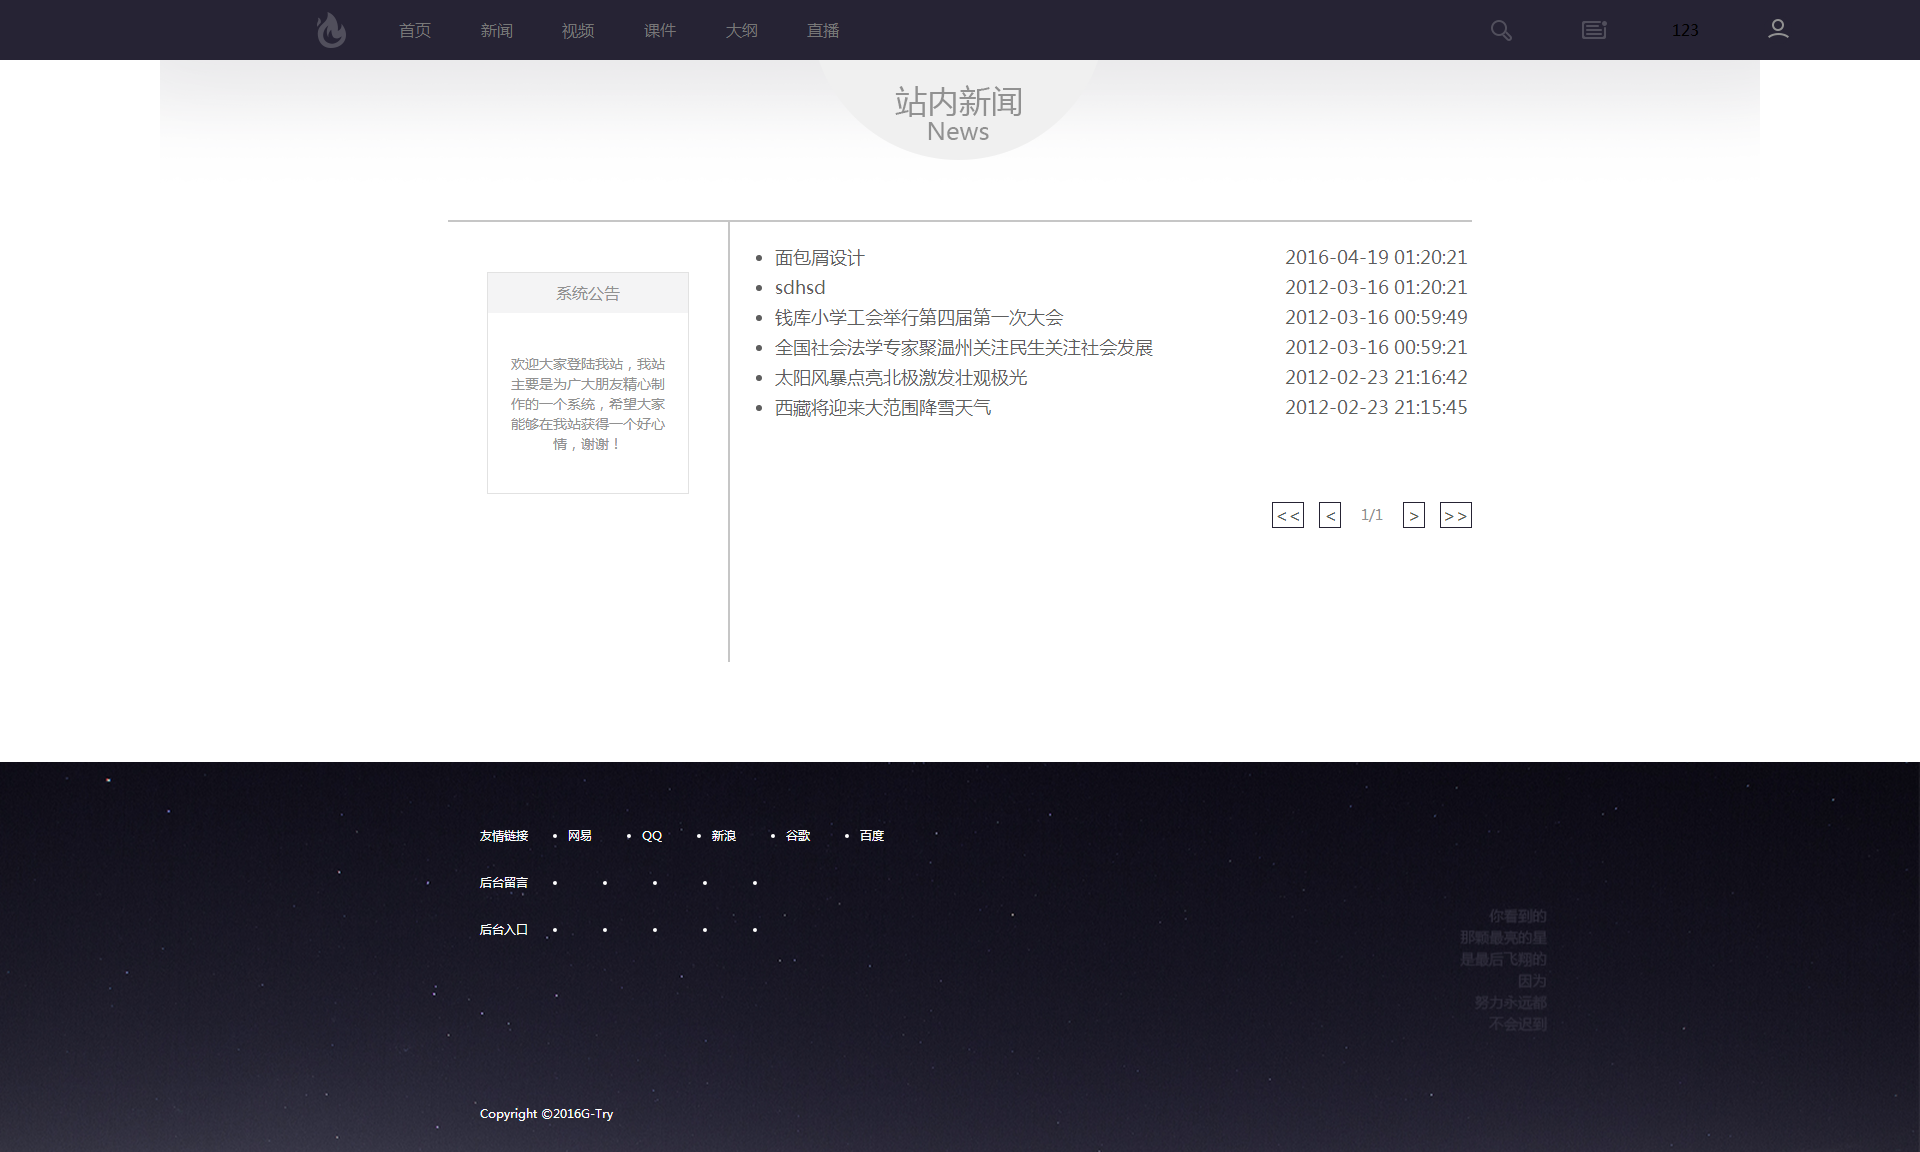 首页 新闻 视频 课件 大纲 直播 123
站内新闻
News
系统公告
欢迎大家登陆我站，我站
主要是为广大朋友精心制
作的一个系统，希望大家
能够在我站获得一个好心
情，谢谢！
面包屑设计 2016-04-19 01:20:21
sdhsd 2012-03-16 01:20:21
钱库小学工会举行第四届第一次大会 2012-03-16 00:59:49
全国社会法学专家聚温州关注民生关注社会发展 2012-03-16 00:59:21
太阳风暴点亮北极激发壮观极光 2012-02-23 21:16:42
西藏将迎来大范围降雪天气 2012-02-23 21:15:45
<< < 1/1 > >>
友情链接 网易 QQ 新浪 谷歌 百度
后台留言
后台入口
你看到的
那颗最亮的星
是最后飞翔的
因为
努力永远都
不会迟到
Copyright ©2016G-Try